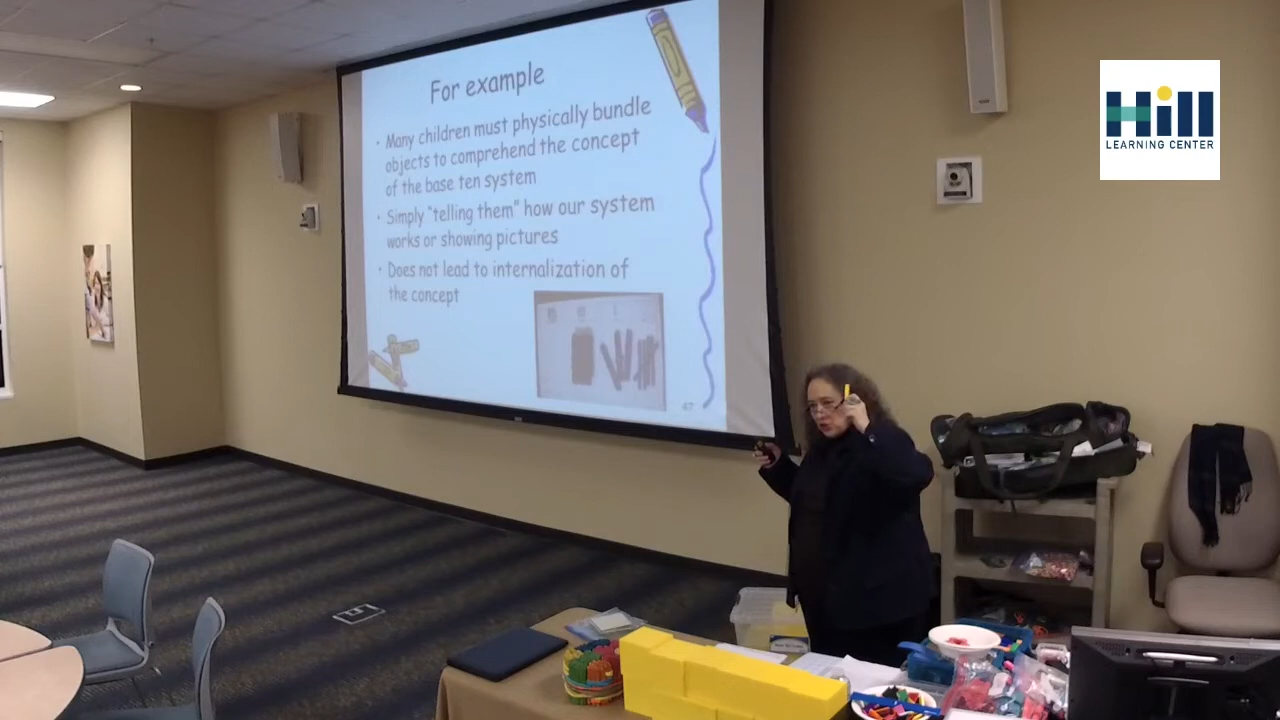 For example
• Many children must physically bundle
objects to comprehend the concept
of the base ten system
• Simply "telling them" how our system
works or showing pictures
• Does not lead to internalization of
the concept
47
Hill
LEARNING CENTER